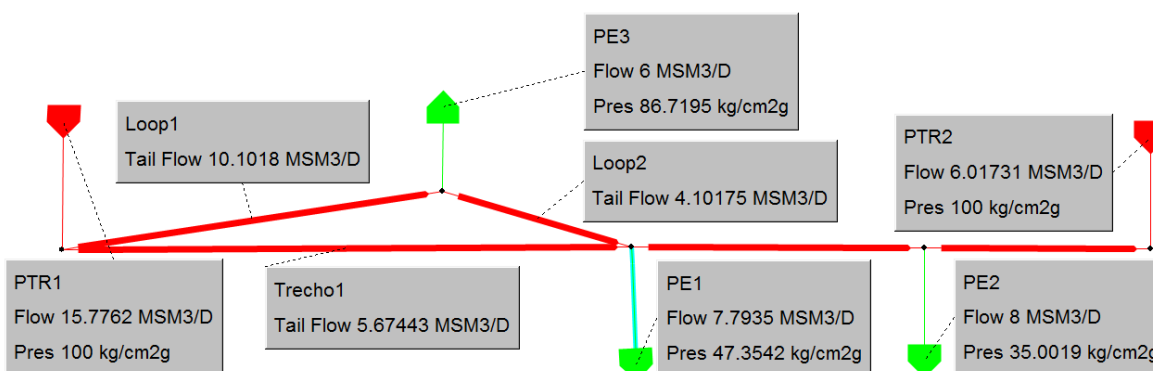 PE3
Flow 6 MSM3/D
Pres 86.7195 kg/cm2g
Loop1
Tail Flow 10.1018 MSM3/D
Loop2
Tail Flow 4.10175 MSM3/D
PTR2
Flow 6.01731 MSM3/D
Pres 100 kg/cm2g
PTR1
Flow 15.7762 MSM3/D
Pres 100 kg/cm2g
Trecho1
Tail Flow 5.67443 MSM3/D
PE1
Flow 7.7935 MSM3/D
Pres 47.3542 kg/cm2g
PE2
Flow 8 MSM3/D
Pres 35.0019 kg/cm2g